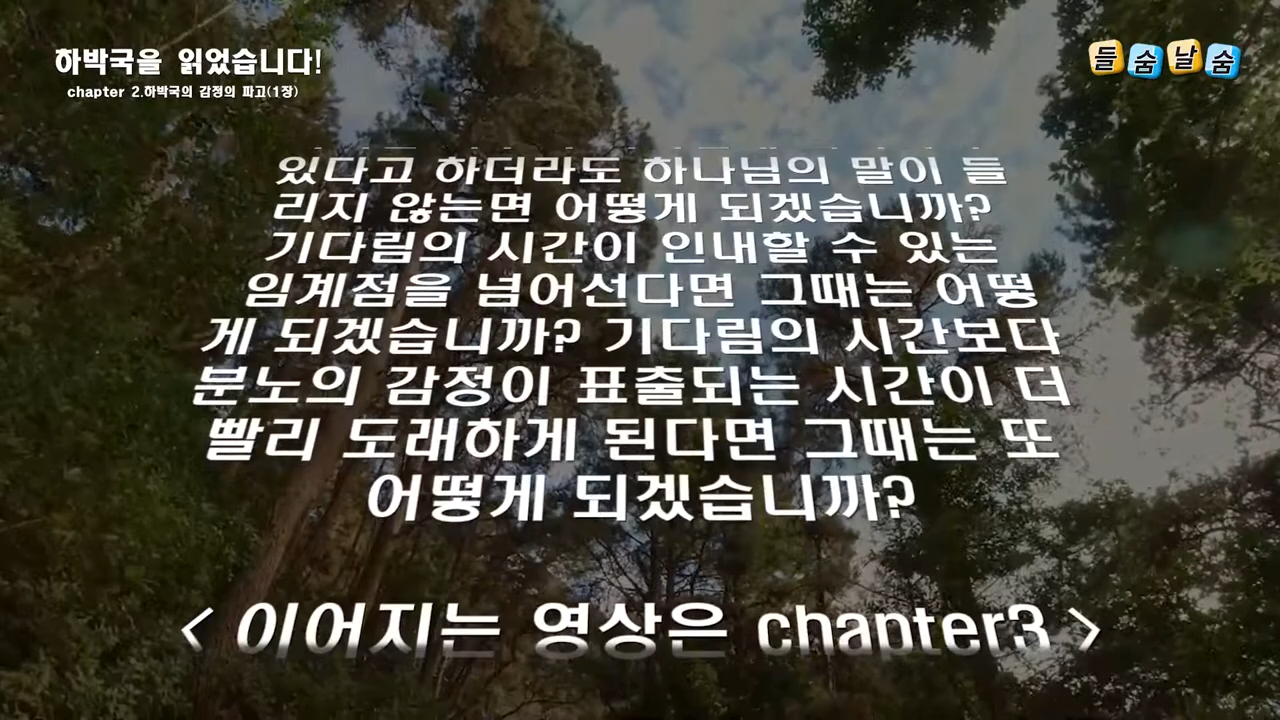 하박국을 읽었습니다!
chapter 2.하박국의 감정의 파고(1장)
들숨날숨
있다고 하더라도 하나님의 말이 들
리지 않는면 어떻게 되겠습니까?
기다림의 시간이 인내할 수 있는
임계점을 넘어선다면 그때는 어떻
게 되겠습니까? 기다림의 시간보다
분노의 감정이 표출되는 시간이 더
빨리 도래하게 된다면 그때는 또
어떻게 되겠습니까?
< 이어지는 영상은 chapter3 >